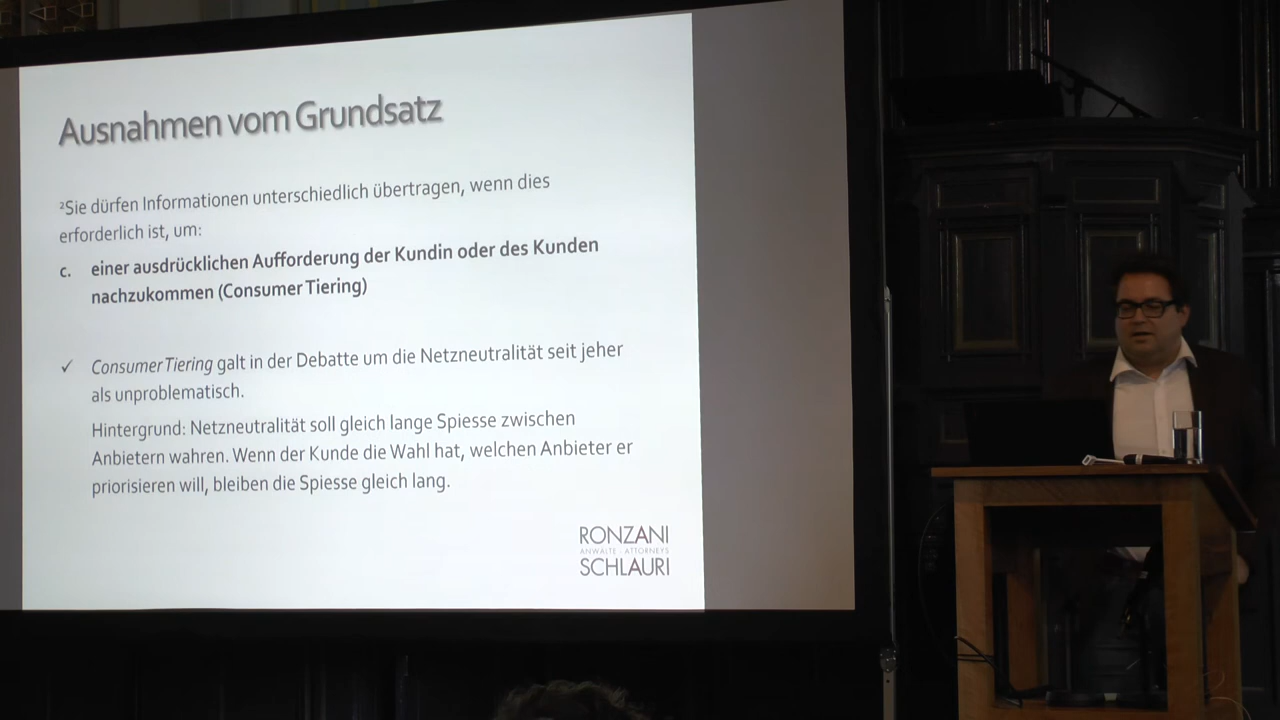 Ausnahmen vom Grundsatz
²Sie dürfen Informationen unterschiedlich übertragen, wenn dies
erforderlich ist, um:
c. einer ausdrücklichen Aufforderung der Kundin oder des Kunden
nachzukommen (Consumer Tiering)
✓ Consumer Tiering galt in der Debatte um die Netzneutralität seit jeher
als unproblematisch.
Hintergrund: Netzneutralität soll gleich lange Spiesse zwischen
Anbietern wahren. Wenn der Kunde die Wahl hat, welchen Anbieter er
priorisieren will, bleiben die Spiesse gleich lang.
RONZANI
ANWÄLTE · ATTORNEYS
SCHLAURI